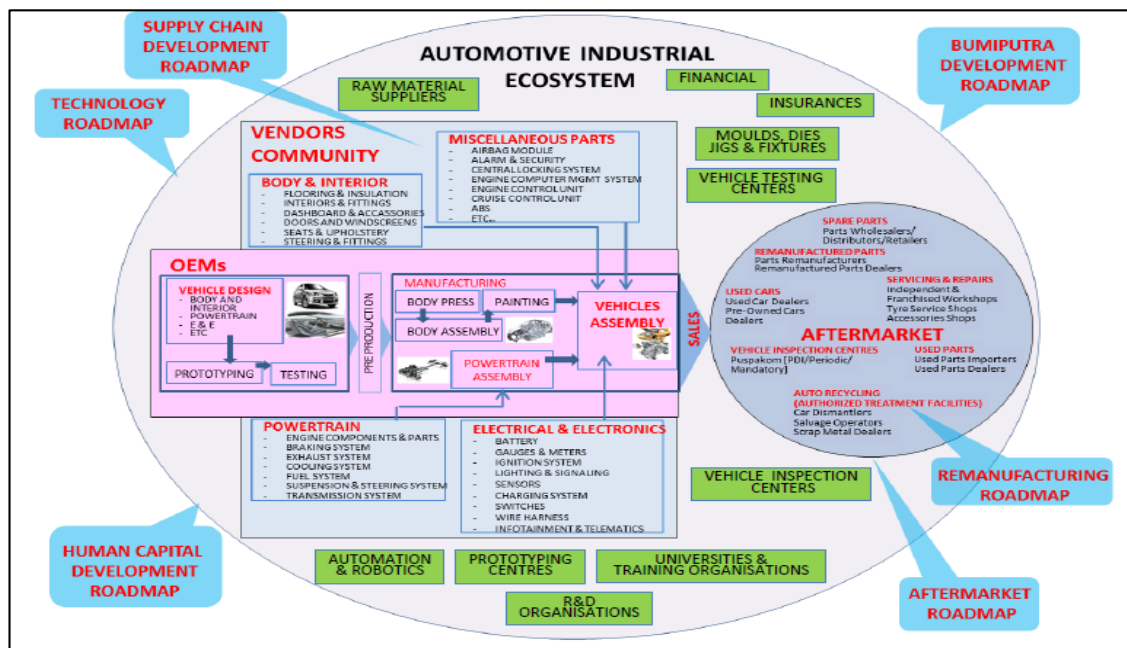 SUPPLY CHAIN
DEVELOPMENT
ROADMAP
TECHNOLOGY
ROADMAP
AUTOMOTIVE INDUSTRIAL
ECOSYSTEM
BUMIPUTRA
DEVELOPMENT
ROADMAP
RAW MATERIAL
SUPPLIERS
FINANCIAL
INSURANCES
MOULDS, DIES
JIGS & FIXTURES
VEHICLE TESTING
CENTERS
VENDORS
COMMUNITY
BODY & INTERIOR
- FLOORING & INSULATION
- INTERIORS & FITTINGS
- DASHBOARD & ACCASSORIES
- DOORS AND WINDSCREENS
- SEATS & UPHOLSTERY
- STEERING & FITTINGS
MISCELLANEOUS PARTS
- AIRBAG MODULE
- ALARM & SECURITY
- CENTRAL LOCKING SYSTEM
- ENGINE COMPUTER MGMT SYSTEM
- ENGINE CONTROL UNIT
- CRUISE CONTROL UNIT
- ABS
- ETC..
OEMs
VEHICLE DESIGN
- BODY AND
INTERIOR
- POWERTRAIN
- E & E
- ETC
PROTOTYPING
TESTING
PRE PRODUCTION
MANUFACTURING
BODY PRESS
PAINTING
BODY ASSEMBLY
POWERTRAIN
ASSEMBLY
VEHICLES
ASSEMBLY
SALES
SPARE PARTS
Parts Wholesalers/
Distributors/Retailers
REMANUFACTURED PARTS
Parts Remanufacturers
Remanufactured Parts Dealers
USED CARS
Used Car Dealers
Pre-Owned Cars
Dealers
SERVICING & REPAIRS
Independent &
Franchised Workshops
Tyre Service Shops
Accessories Shops
AFTERMARKET
VEHICLE INSPECTION CENTRES
Puspakom [PDI/Periodic/
Mandatory]
USED PARTS
Used Parts Importers
Used Parts Dealers
AUTO RECYCLING
(AUTHORIZED TREATMENT FACILITIES)
Car Dismantlers
Salvage Operators
Scrap Metal Dealers
POWERTRAIN
- ENGINE COMPONENTS & PARTS
- BRAKING SYSTEM
- EXHAUST SYSTEM
- COOLING SYSTEM
- FUEL SYSTEM
- SUSPENSION & STEERING SYSTEM
- TRANSMISSION SYSTEM
ELECTRICAL & ELECTRONICS
- BATTERY
- GAUGES & METERS
- IGNITION SYSTEM
- LIGHTING & SIGNALING
- SENSORS
- CHARGING SYSTEM
- SWITCHES
- WIRE HARNESS
- INFOTAINMENT & TELEMATICS
VEHICLE INSPECTION
CENTERS
REMANUFACTURING
ROADMAP
HUMAN CAPITAL
DEVELOPMENT
ROADMAP
AUTOMATION
& ROBOTICS
PROTOTYPING
CENTRES
UNIVERSITIES &
TRAINING ORGANISATIONS
R&D
ORGANISATIONS
AFTERMARKET
ROADMAP